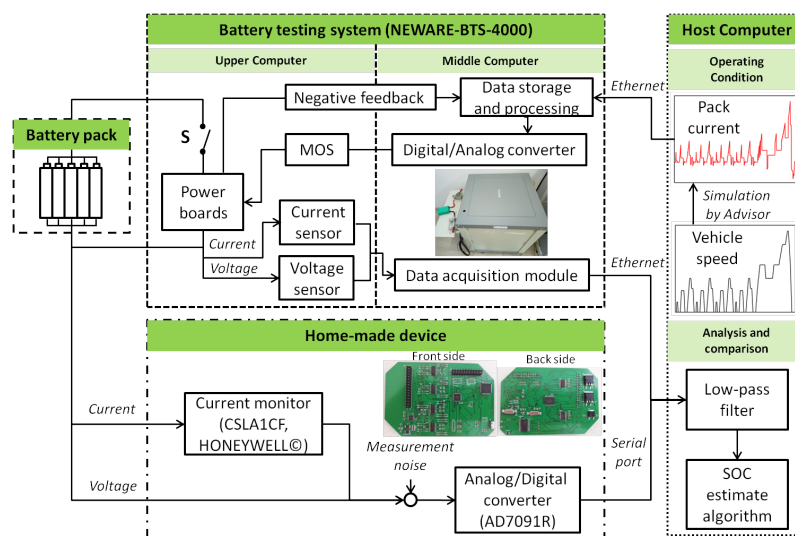 Battery testing system (NEWARE-BTS-4000)
Upper Computer
Middle Computer
Negative feedback
Data storage
and processing
S
MOS
Digital/Analog converter
Power
boards
Current
sensor
Current
Voltage
Voltage
sensor
Data acquisition module
Battery pack
Ethernet
Ethernet
Host Computer
Operating
Condition
Pack
current
Simulation
by Advisor
Vehicle
speed
Analysis and
comparison
Low-pass
filter
SOC
estimate
algorithm
Home-made device
Front side
Back side
Current
Current monitor
(CSLA1CF,
HONEYWELL©)
Measurement
noise
Voltage
Analog/Digital
converter
(AD7091R)
Serial
port